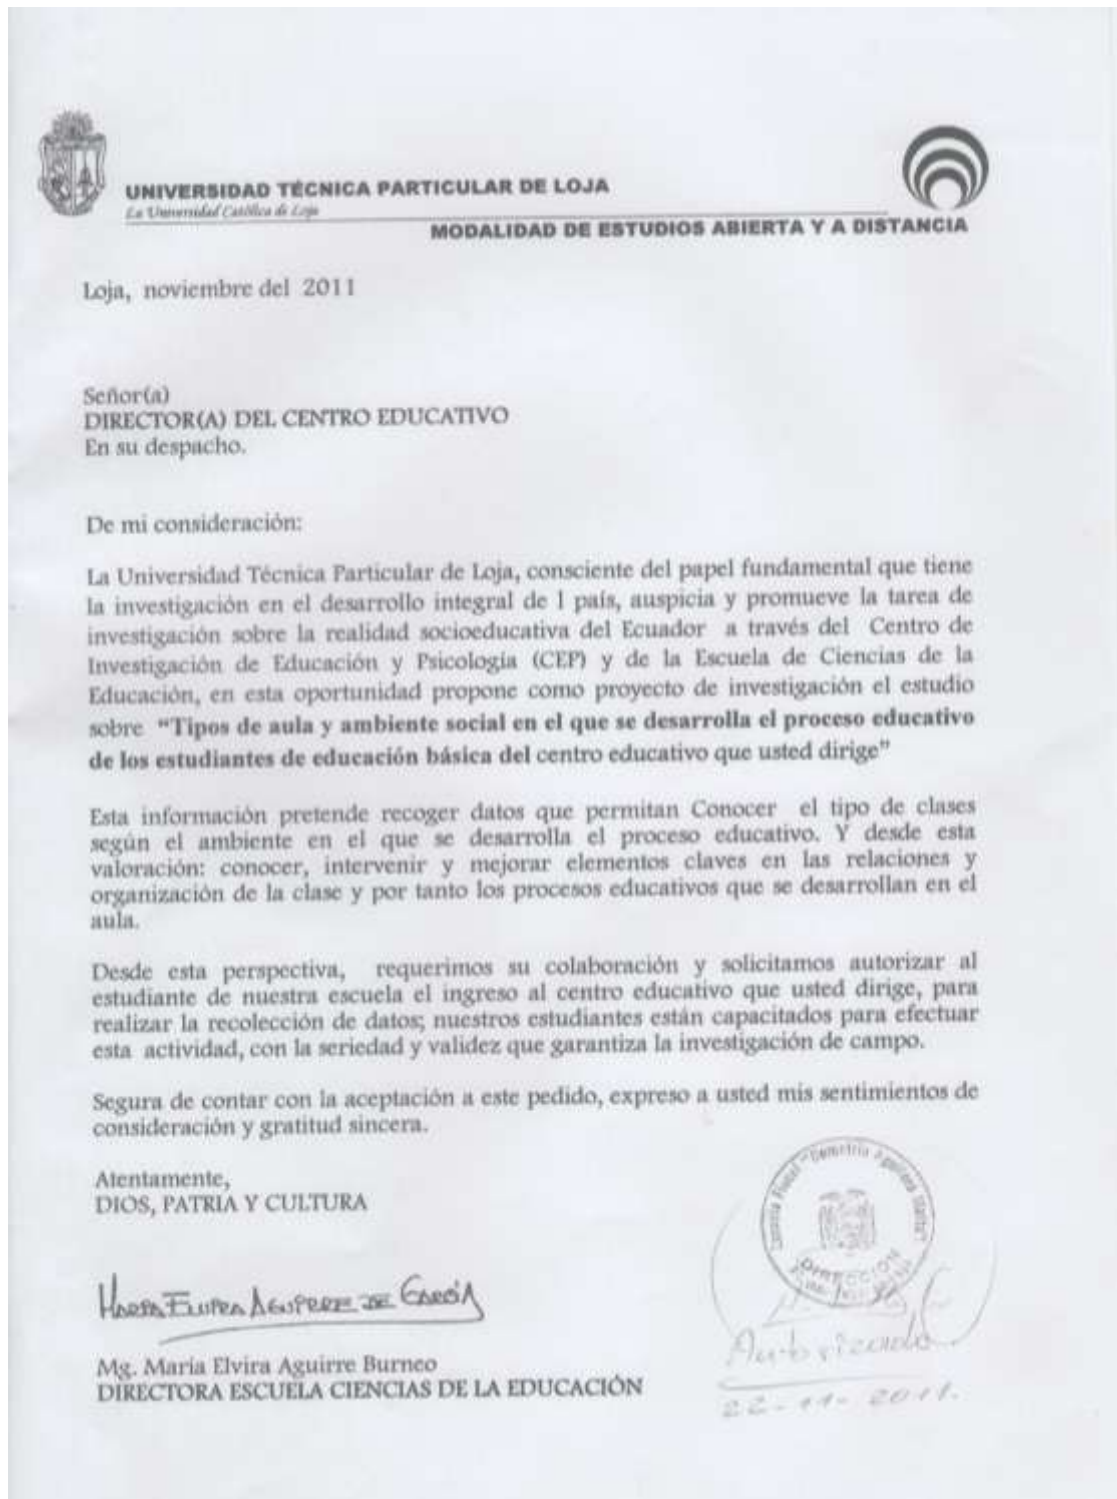 UNIVERSIDAD TÉCNICA PARTICULAR DE LOJA
La Universidad Católica de Loja
MODALIDAD DE ESTUDIOS ABIERTA Y A DISTANCIA
Loja, noviembre del 2011
Señor(a)
DIRECTOR(A) DEL CENTRO EDUCATIVO
En su despacho.
De mi consideración:
La Universidad Técnica Particular de Loja, consciente del papel fundamental que tiene
la investigación en el desarrollo integral de l país, auspicia y promueve la tarea de
investigación sobre la realidad socioeducativa del Ecuador a través del Centro de
Investigación de Educación y Psicología (CEP) y de la Escuela de Ciencias de la
Educación, en esta oportunidad propone como proyecto de investigación el estudio
sobre “Tipos de aula y ambiente social en el que se desarrolla el proceso educativo
de los estudiantes de educación básica del centro educativo que usted dirige”
Esta información pretende recoger datos que permitan Conocer el tipo de clases
según el ambiente en el que se desarrolla el proceso educativo. Y desde esta
valoración: conocer, intervenir y mejorar elementos claves en las relaciones y
organización de la clase y por tanto los procesos educativos que se desarrollan en el
aula.
Desde esta perspectiva, requerimos su colaboración y solicitamos autorizar al
estudiante de nuestra escuela el ingreso al centro educativo que usted dirige, para
realizar la recolección de datos; nuestros estudiantes están capacitados para efectuar
esta actividad, con la seriedad y validez que garantiza la investigación de campo.
Segura de contar con la aceptación a este pedido, expreso a usted mis sentimientos de
consideración y gratitud sincera.
Atentamente,
DIOS, PATRIA Y CULTURA
María Elvira Aguirre de García
Mg. María Elvira Aguirre Burneo
DIRECTORA ESCUELA CIENCIAS DE LA EDUCACIÓN
Fiscal "Demetrio Aguilera Malta"
DIRECCION
Autorizado
22-11-2011.